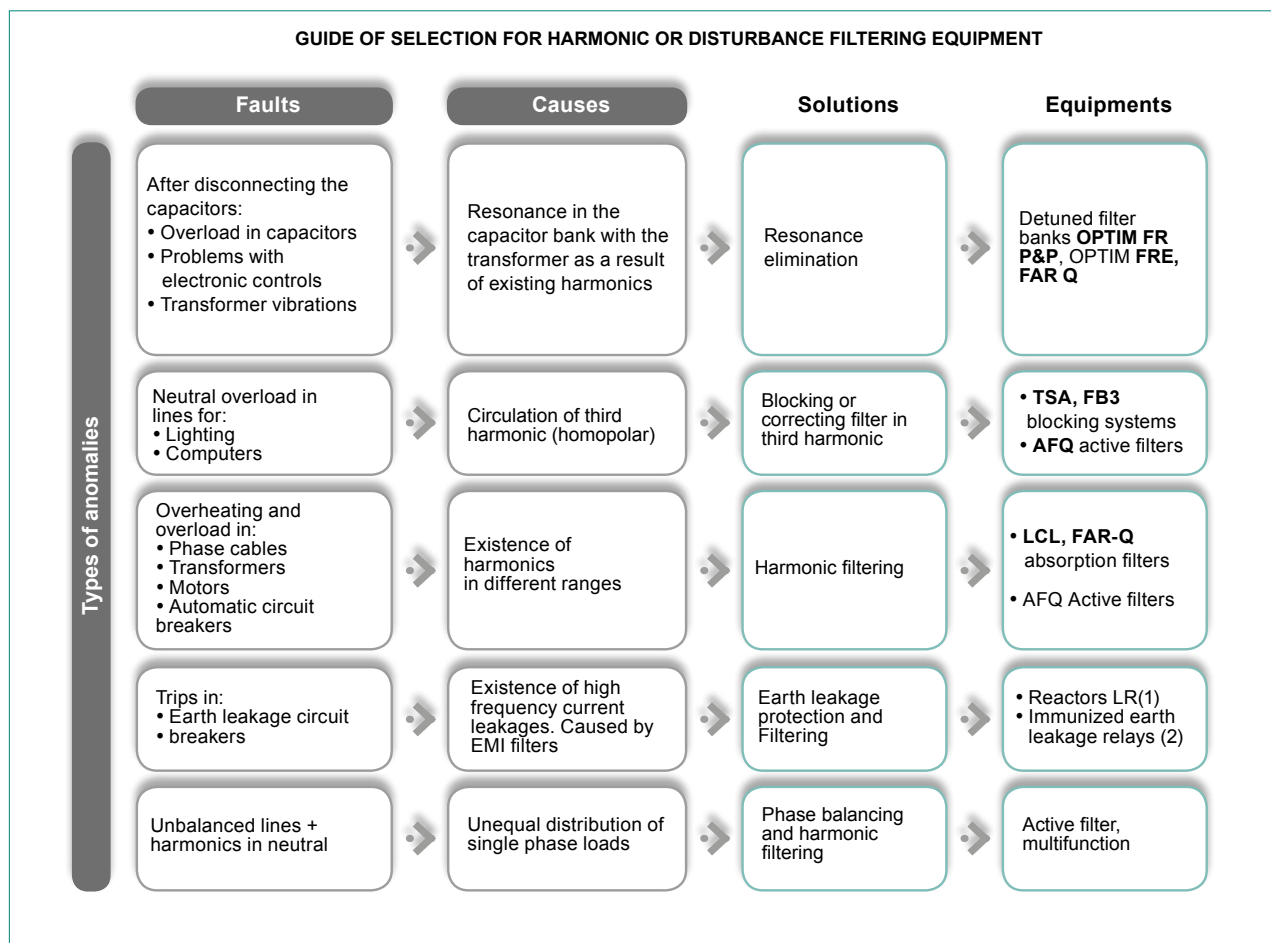 GUIDE OF SELECTION FOR HARMONIC OR DISTURBANCE FILTERING EQUIPMENT
Faults
Causes
Solutions
Equipments
Types of anomalies
After disconnecting the
capacitors:
• Overload in capacitors
• Problems with
electronic controls
• Transformer vibrations
Resonance in the
capacitor bank with the
transformer as a result
of existing harmonics
Resonance
elimination
Detuned filter
banks OPTIM FR
P&P, OPTIM FRE,
FAR Q
Neutral overload in
lines for:
• Lighting
• Computers
Circulation of third
harmonic (homopolar)
Blocking or
correcting filter in
third harmonic
• TSA, FB3
blocking systems
• AFQ active filters
Overheating and
overload in:
• Phase cables
• Transformers
• Motors
• Automatic circuit
breakers
Existence of
harmonics
in different ranges
Harmonic filtering
• LCL, FAR-Q
absorption filters
• AFQ Active filters
Trips in:
• Earth leakage circuit
• breakers
Existence of high
frequency current
leakages. Caused by
EMI filters
Earth leakage
protection and
Filtering
• Reactors LR(1)
• Immunized earth
leakage relays (2)
Unbalanced lines +
harmonics in neutral
Unequal distribution of
single phase loads
Phase balancing
and harmonic
filtering
Active filter,
multifunction